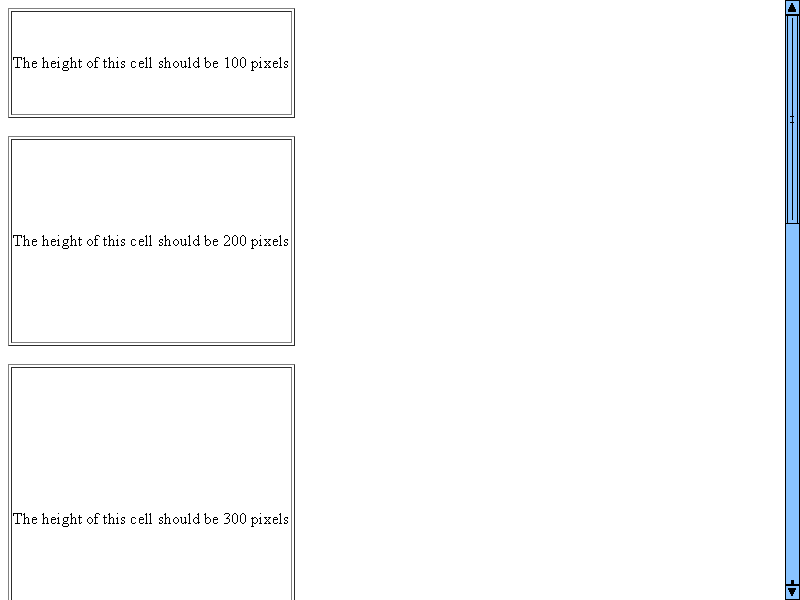 The height of this cell should be 100 pixels
The height of this cell should be 200 pixels
The height of this cell should be 300 pixels